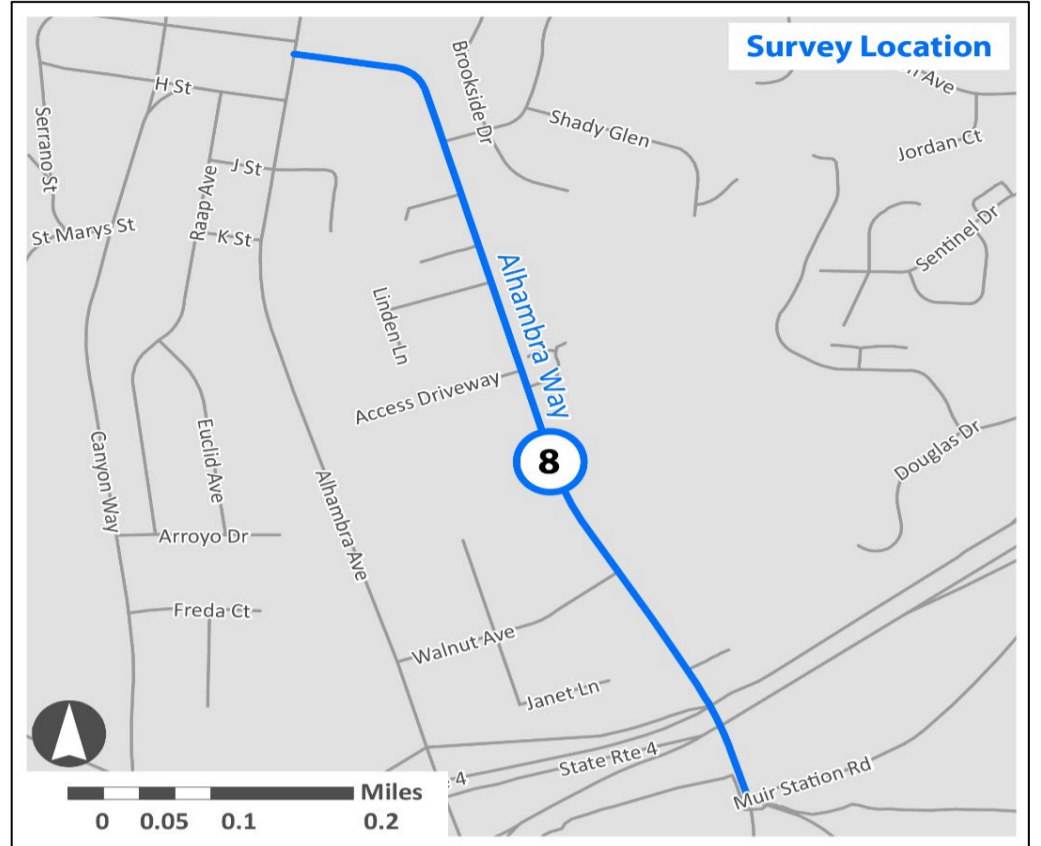 Survey Location
Brookside Dr
Ave
H St
Shady Glen
Jordan Ct
Serrano St
J St
Raap Ave
St Marys St
K St
Sentinel Dr
Alhambra Way
Linden Ln
Access Driveway
8
Canyon Way
Euclid Ave
Alhambra Ave
Douglas Dr
Arroyo Dr
Freda Ct
Walnut Ave
Janet Ln
State Rte 4
4
Muir Station Rd
Miles
0 0.05 0.1 0.2